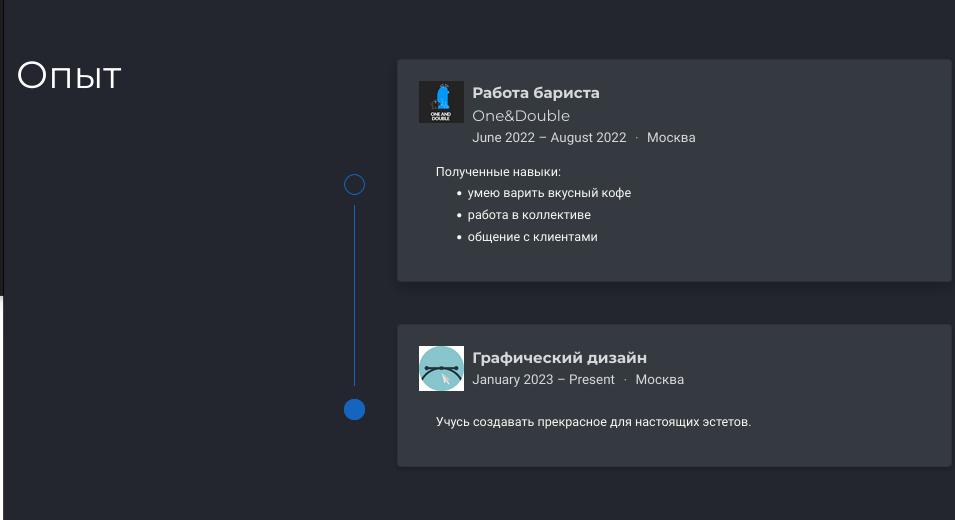 Опыт
Работа бариста
ONE AND
DOUBLE
One&Double
June 2022 – August 2022 · Москва
Полученные навыки:
• умею варить вкусный кофе
• работа в коллективе
• общение с клиентами
Графический дизайн
January 2023 – Present · Москва
Учусь создавать прекрасное для настоящих эстетов.